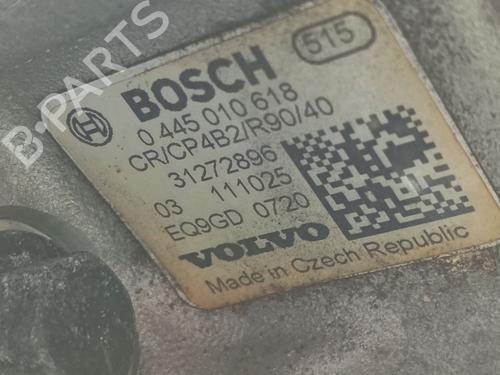 B-PARTS
BOSCH
515
0 445 010 618
CR/CP4B2/R90/40
31272896
03 111025
EQ9GD 0720
VOLVO
Made in Czech Republic